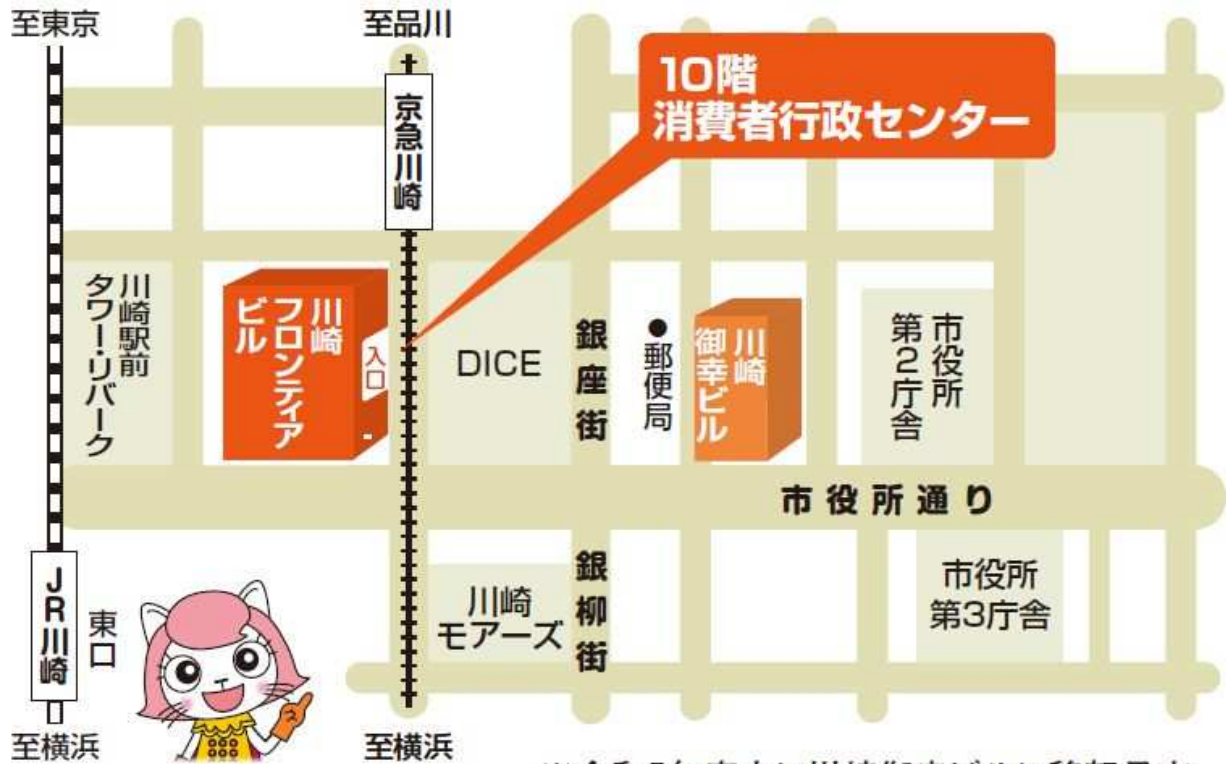 至東京
至品川
10階
消費者行政センター
京急川崎
川崎駅前
タワー・リバーク
川崎
フロンティア
ビル
入口
DICE
銀座街
●郵便局
川崎
御幸ビル
市役所
第2庁舎
市役所通り
JR川崎
東口
川崎
モアーズ
銀柳街
市役所
第3庁舎
至横浜
至横浜